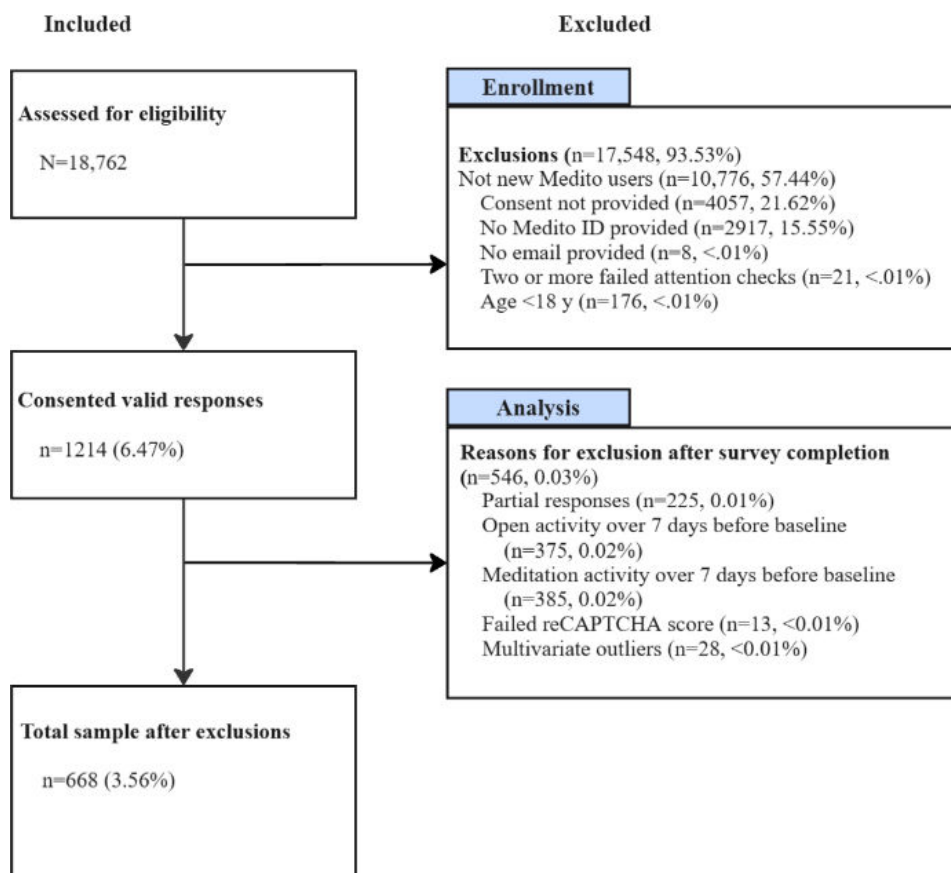 Included
Excluded
Assessed for eligibility
N=18,762
Enrollment
Exclusions (n=17,548, 93.53%)
Not new Medito users (n=10,776, 57.44%)
Consent not provided (n=4057, 21.62%)
No Medito ID provided (n=2917, 15.55%)
No email provided (n=8, <.01%)
Two or more failed attention checks (n=21, <.01%)
Age <18 y (n=176, <.01%)
Consented valid responses
n=1214 (6.47%)
Analysis
Reasons for exclusion after survey completion
(n=546, 0.03%)
Partial responses (n=225, 0.01%)
Open activity over 7 days before baseline
(n=375, 0.02%)
Meditation activity over 7 days before baseline
(n=385, 0.02%)
Failed reCAPTCHA score (n=13, <0.01%)
Multivariate outliers (n=28, <0.01%)
Total sample after exclusions
n=668 (3.56%)